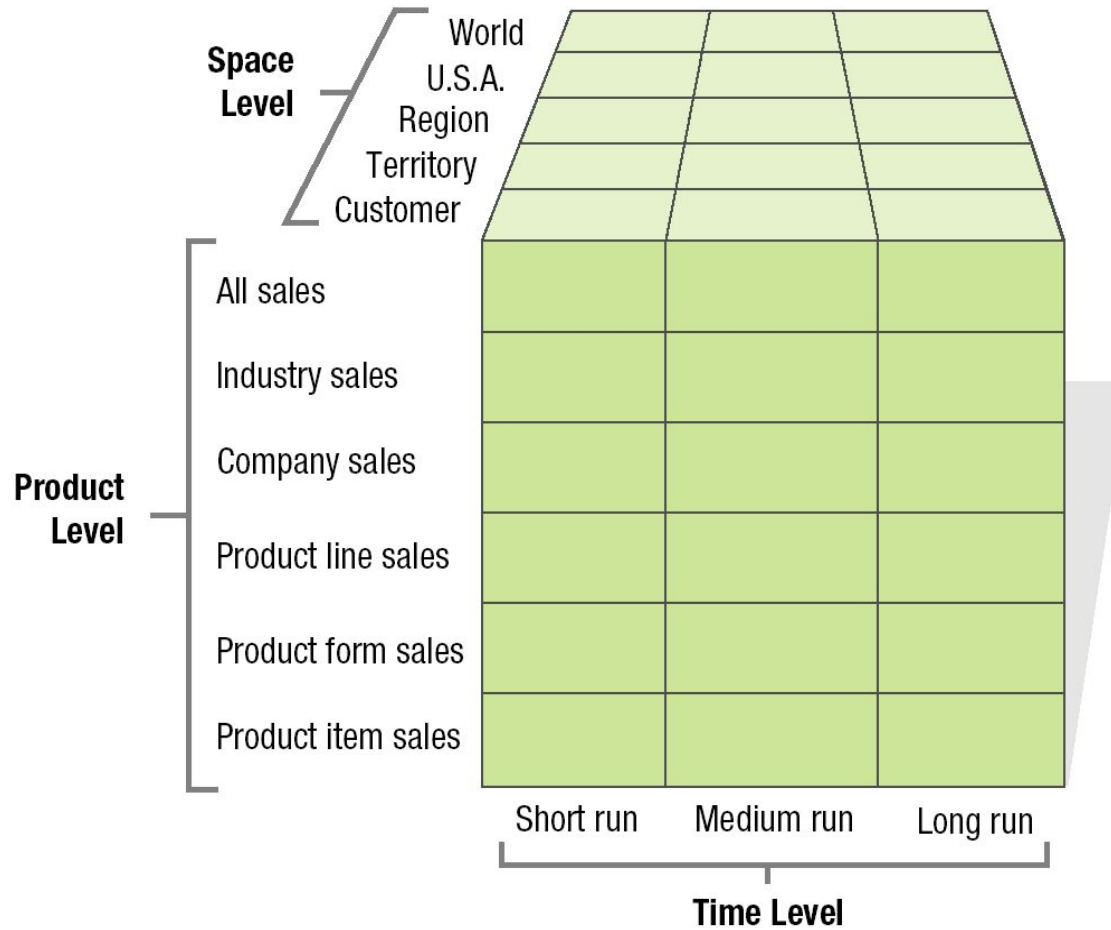 Space
Level
World
U.S.A.
Region
Territory
Customer
Product
Level
All sales
Industry sales
Company sales
Product line sales
Product form sales
Product item sales
Short run
Medium run
Long run
Time Level